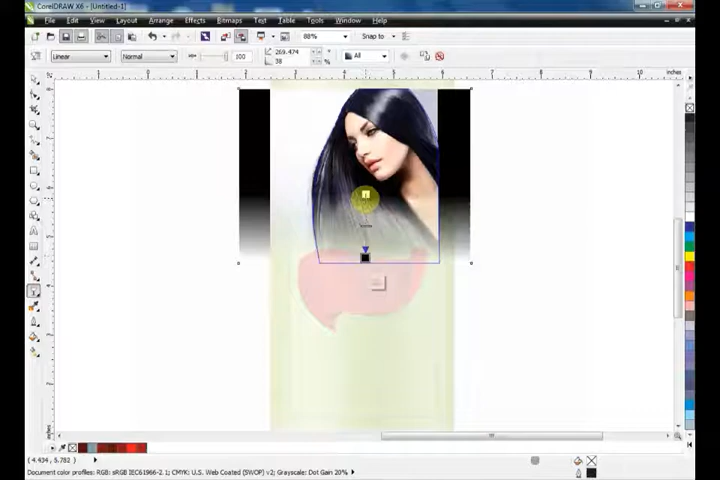 CorelDRAW X6 - [Untitled-1]
File Edit View Layout Arrange Effects Bitmaps Text Table Tools Window Help
88% Snap to
Linear Normal 100 269.474 38 % All
inches
( 4.434, 5.782 )
Document color profiles: RGB: sRGB IEC61966-2.1; CMYK: U.S. Web Coated (SWOP) v2; Grayscale: Dot Gain 20%